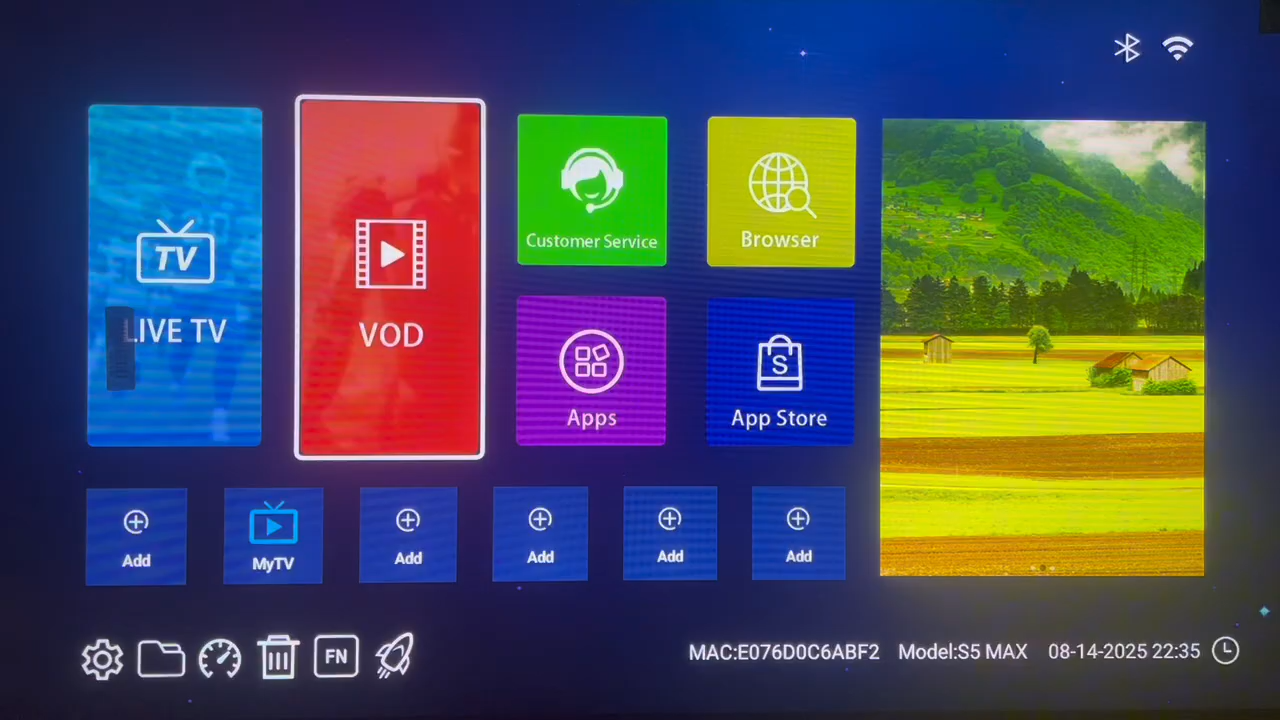 TV
LIVE TV
VOD
Customer Service
Browser
Apps
S
App Store
Add
MyTV
Add
Add
Add
Add
FN
MAC:E076D0C6ABF2 Model:S5 MAX 08-14-2025 22:35